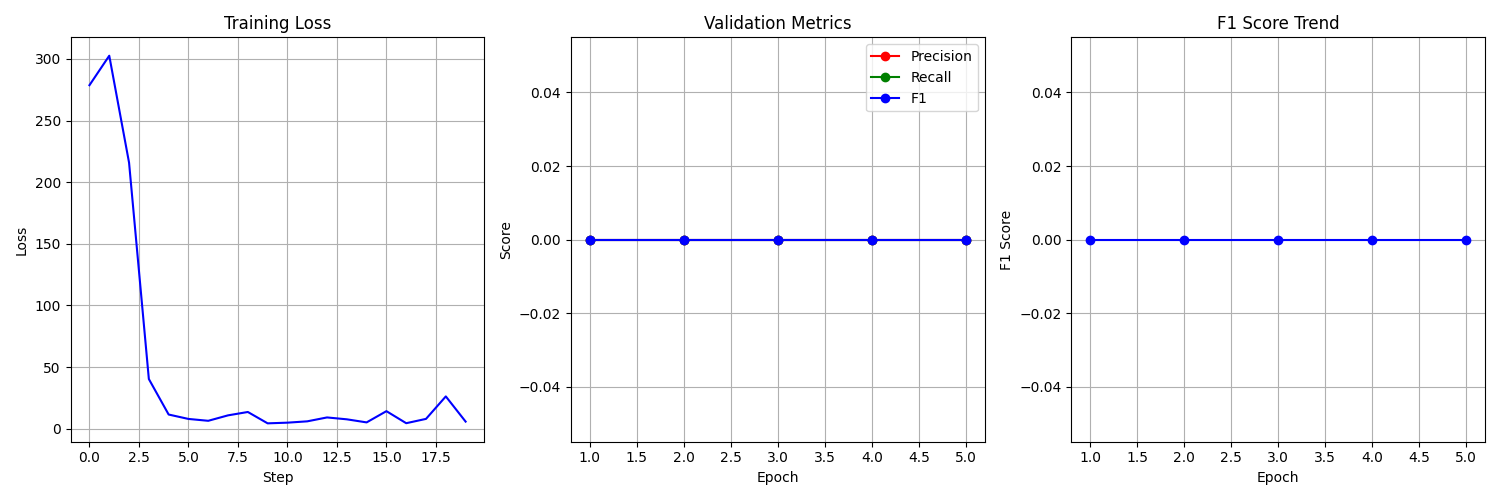 Training Loss
300
250
200
150
100
50
0
Loss
0.0 2.5 5.0 7.5 10.0 12.5 15.0 17.5
Step
Validation Metrics
Precision
Recall
F1
0.04
0.02
0.00
−0.02
−0.04
Score
1.0 1.5 2.0 2.5 3.0 3.5 4.0 4.5 5.0
Epoch
F1 Score Trend
0.04
0.02
0.00
−0.02
−0.04
F1 Score
1.0 1.5 2.0 2.5 3.0 3.5 4.0 4.5 5.0
Epoch